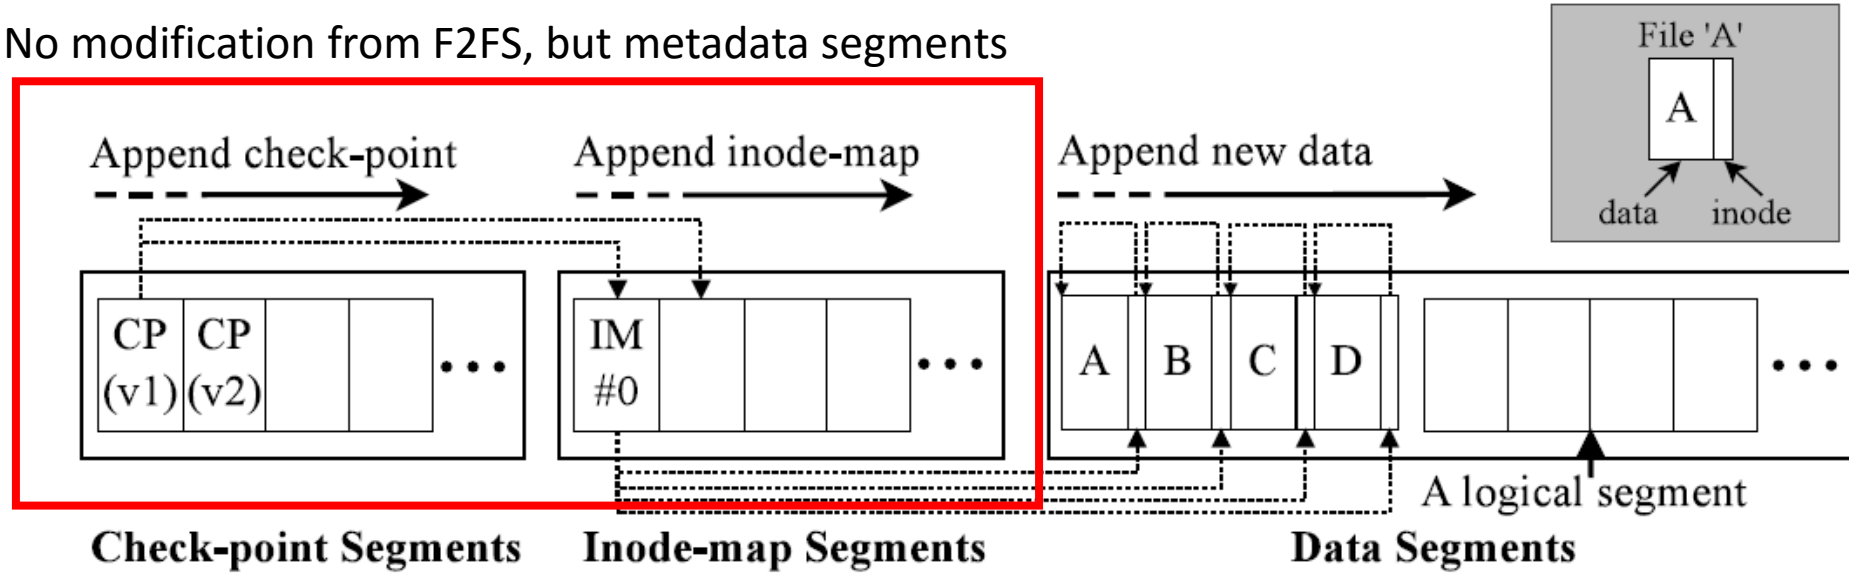 No modification from F2FS, but metadata segments
File 'A'
A
data inode
Append check-point
Append inode-map
Append new data
CP (v1)
CP (v2)
•••
IM #0
•••
A B C D
•••
A logical segment
Check-point Segments
Inode-map Segments
Data Segments